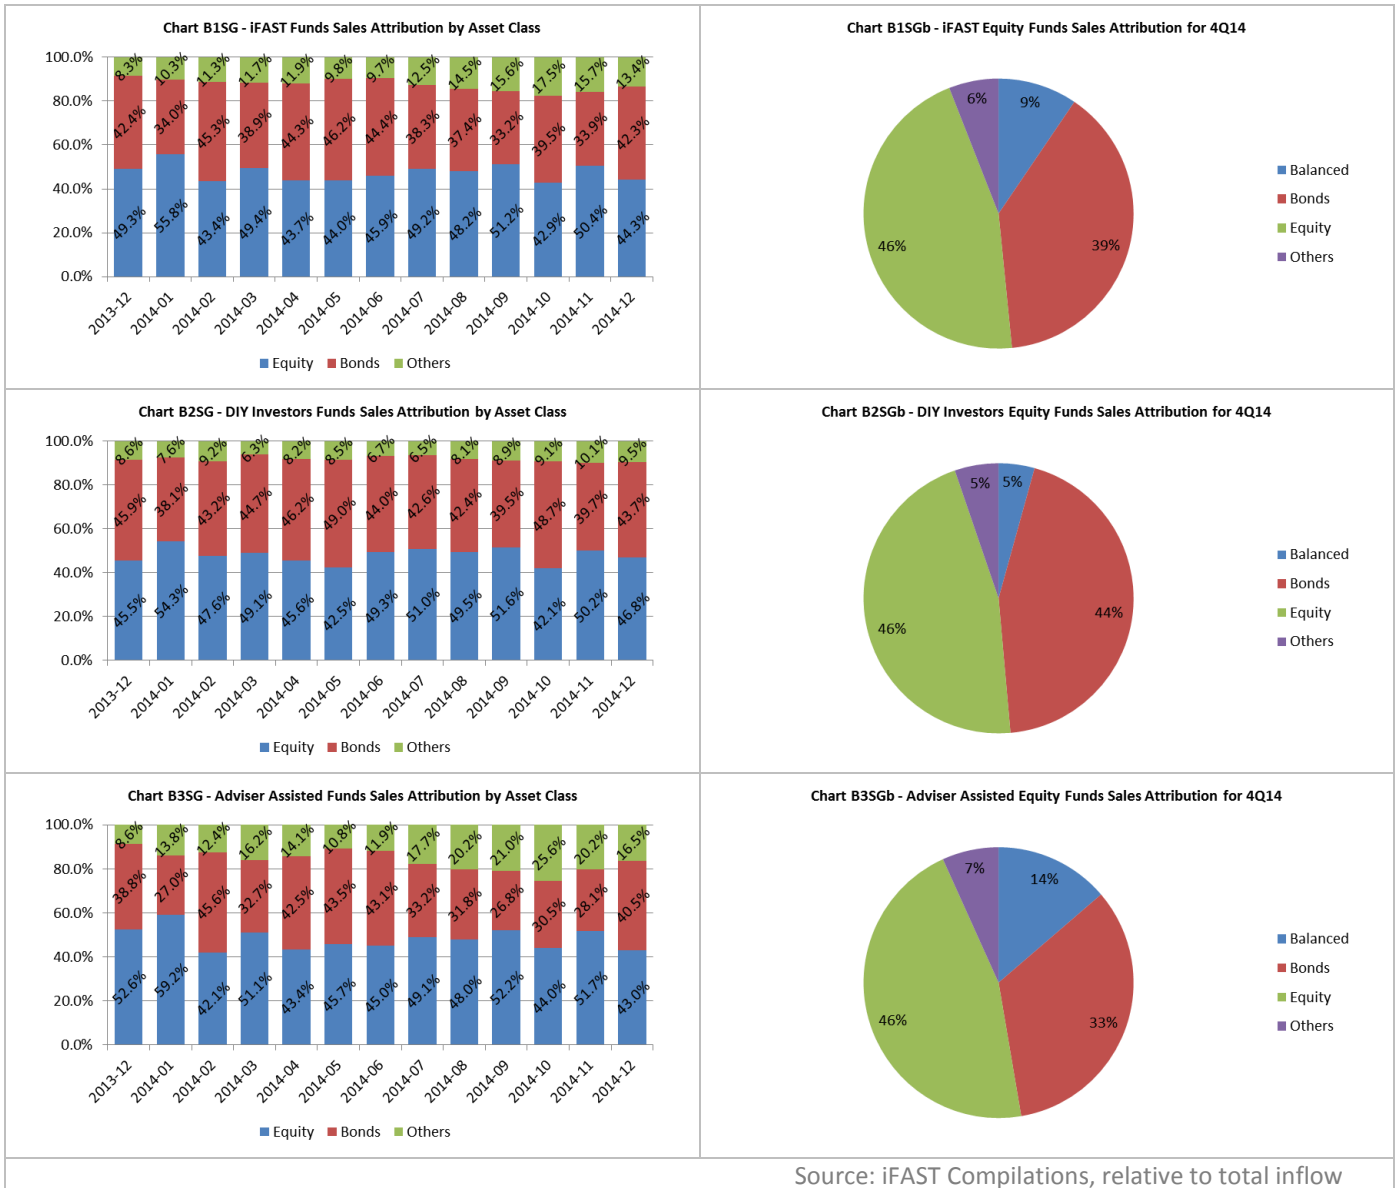 Chart B1SG - iFAST Funds Sales Attribution by Asset Class
100.0%
80.0%
60.0%
40.0%
20.0%
0.0%
8.3% 10.3% 11.3% 11.7% 11.9% 9.8% 9.7% 12.5% 14.5% 15.6% 17.5% 15.7% 13.4%
42.4% 34.0% 45.3% 38.9% 44.3% 46.2% 44.4% 38.3% 37.4% 33.2% 39.5% 33.9% 42.3%
49.3% 55.8% 43.4% 49.4% 43.7% 44.0% 45.9% 49.2% 48.2% 51.2% 42.9% 50.4% 44.3%
2013-12 2014-01 2014-02 2014-03 2014-04 2014-05 2014-06 2014-07 2014-08 2014-09 2014-10 2014-11 2014-12
Equity Bonds Others
Chart B1SGb - iFAST Equity Funds Sales Attribution for 4Q14
6% 9%
46% 39%
Balanced
Bonds
Equity
Others
Chart B2SG - DIY Investors Funds Sales Attribution by Asset Class
100.0%
80.0%
60.0%
40.0%
20.0%
0.0%
8.6% 7.6% 9.2% 6.3% 8.2% 8.5% 6.7% 6.5% 8.1% 8.9% 9.1% 10.1% 9.5%
45.9% 38.1% 43.2% 44.7% 46.2% 49.0% 44.0% 42.6% 42.4% 39.5% 48.7% 39.7% 43.7%
45.5% 54.3% 47.6% 49.1% 45.6% 42.5% 49.3% 51.0% 49.5% 51.6% 42.1% 50.2% 46.8%
2013-12 2014-01 2014-02 2014-03 2014-04 2014-05 2014-06 2014-07 2014-08 2014-09 2014-10 2014-11 2014-12
Equity Bonds Others
Chart B2SGb - DIY Investors Equity Funds Sales Attribution for 4Q14
5% 5%
46% 44%
Balanced
Bonds
Equity
Others
Chart B3SG - Adviser Assisted Funds Sales Attribution by Asset Class
100.0%
80.0%
60.0%
40.0%
20.0%
0.0%
8.6% 13.8% 12.4% 16.2% 14.1% 10.8% 11.9% 17.7% 20.2% 21.0% 25.6% 20.2% 16.5%
38.8% 27.0% 45.6% 32.7% 42.5% 43.5% 43.1% 33.2% 31.8% 26.8% 30.5% 28.1% 40.5%
52.6% 59.2% 42.1% 51.1% 43.4% 45.7% 45.0% 49.1% 48.0% 52.2% 44.0% 51.7% 43.0%
2013-12 2014-01 2014-02 2014-03 2014-04 2014-05 2014-06 2014-07 2014-08 2014-09 2014-10 2014-11 2014-12
Equity Bonds Others
Chart B3SGb - Adviser Assisted Equity Funds Sales Attribution for 4Q14
7% 14%
46% 33%
Balanced
Bonds
Equity
Others
Source: iFAST Compilations, relative to total inflow